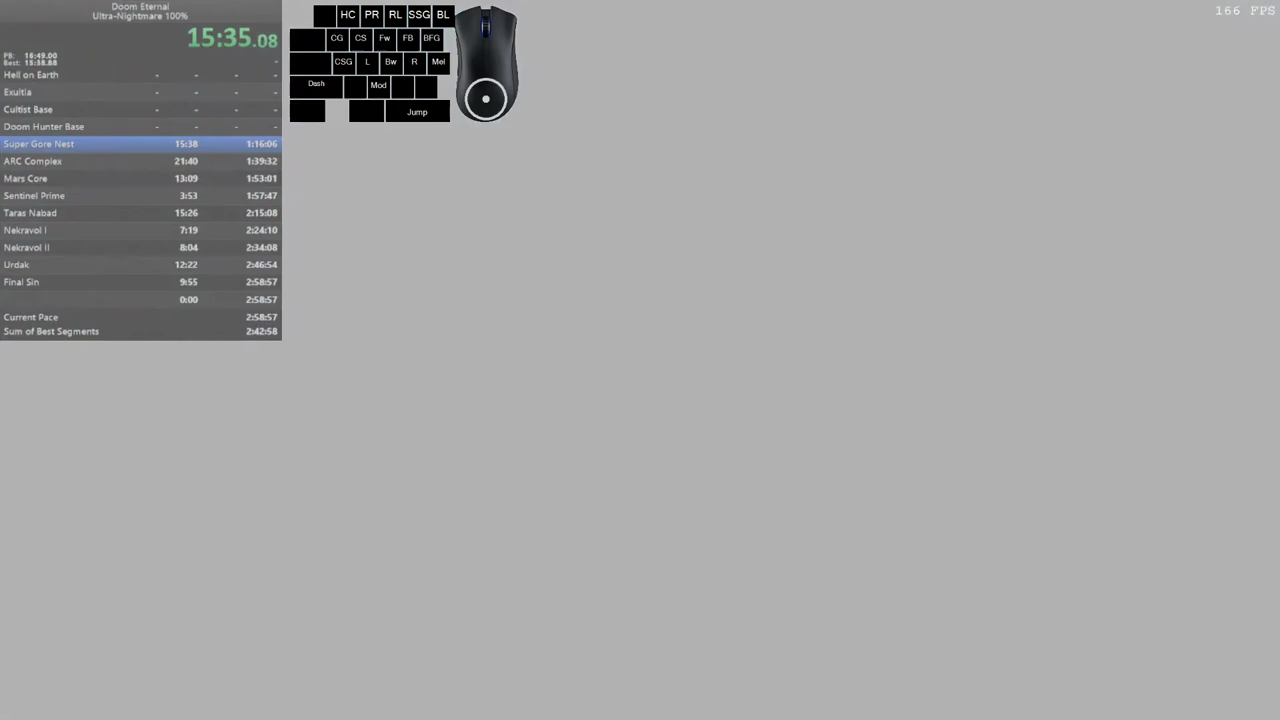 Doom Eternal
Ultra-Nightmare 100%
15:35.08
PB: 16:49.00
Best: 15:38.88
-
Hell on Earth - - - -
Exultia - - - -
Cultist Base - - - -
Doom Hunter Base - - - -
Super Gore Nest 15:38 1:16:06
ARC Complex 21:40 1:39:32
Mars Core 13:09 1:53:01
Sentinel Prime 3:53 1:57:47
Taras Nabad 15:26 2:15:08
Nekravol I 7:19 2:24:10
Nekravol II 8:04 2:34:08
Urdak 12:22 2:46:54
Final Sin 9:55 2:58:57
0:00 2:58:57
Current Pace 2:58:57
Sum of Best Segments 2:42:58
HC PR RL SSG BL
CG CS Fw FB BFG
CSG L Bw R Mel
Dash Mod
Jump
166 FPS